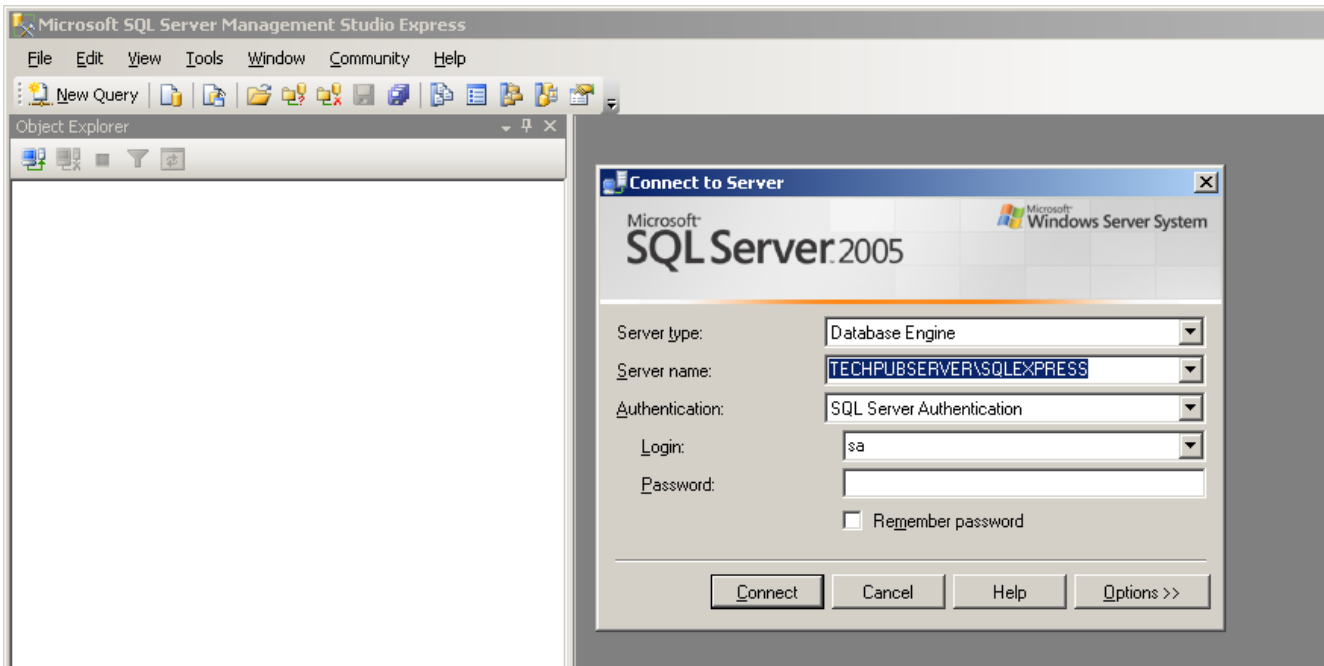 Microsoft SQL Server Management Studio Express
File Edit View Tools Window Community Help
New Query
Object Explorer
Connect to Server
Microsoft
SQL Server 2005
Microsoft
Windows Server System
Server type: Database Engine
Server name: TECHPUBSERVER\SQLEXPRESS
Authentication: SQL Server Authentication
Login: sa
Password:
Remember password
Connect Cancel Help Options >>